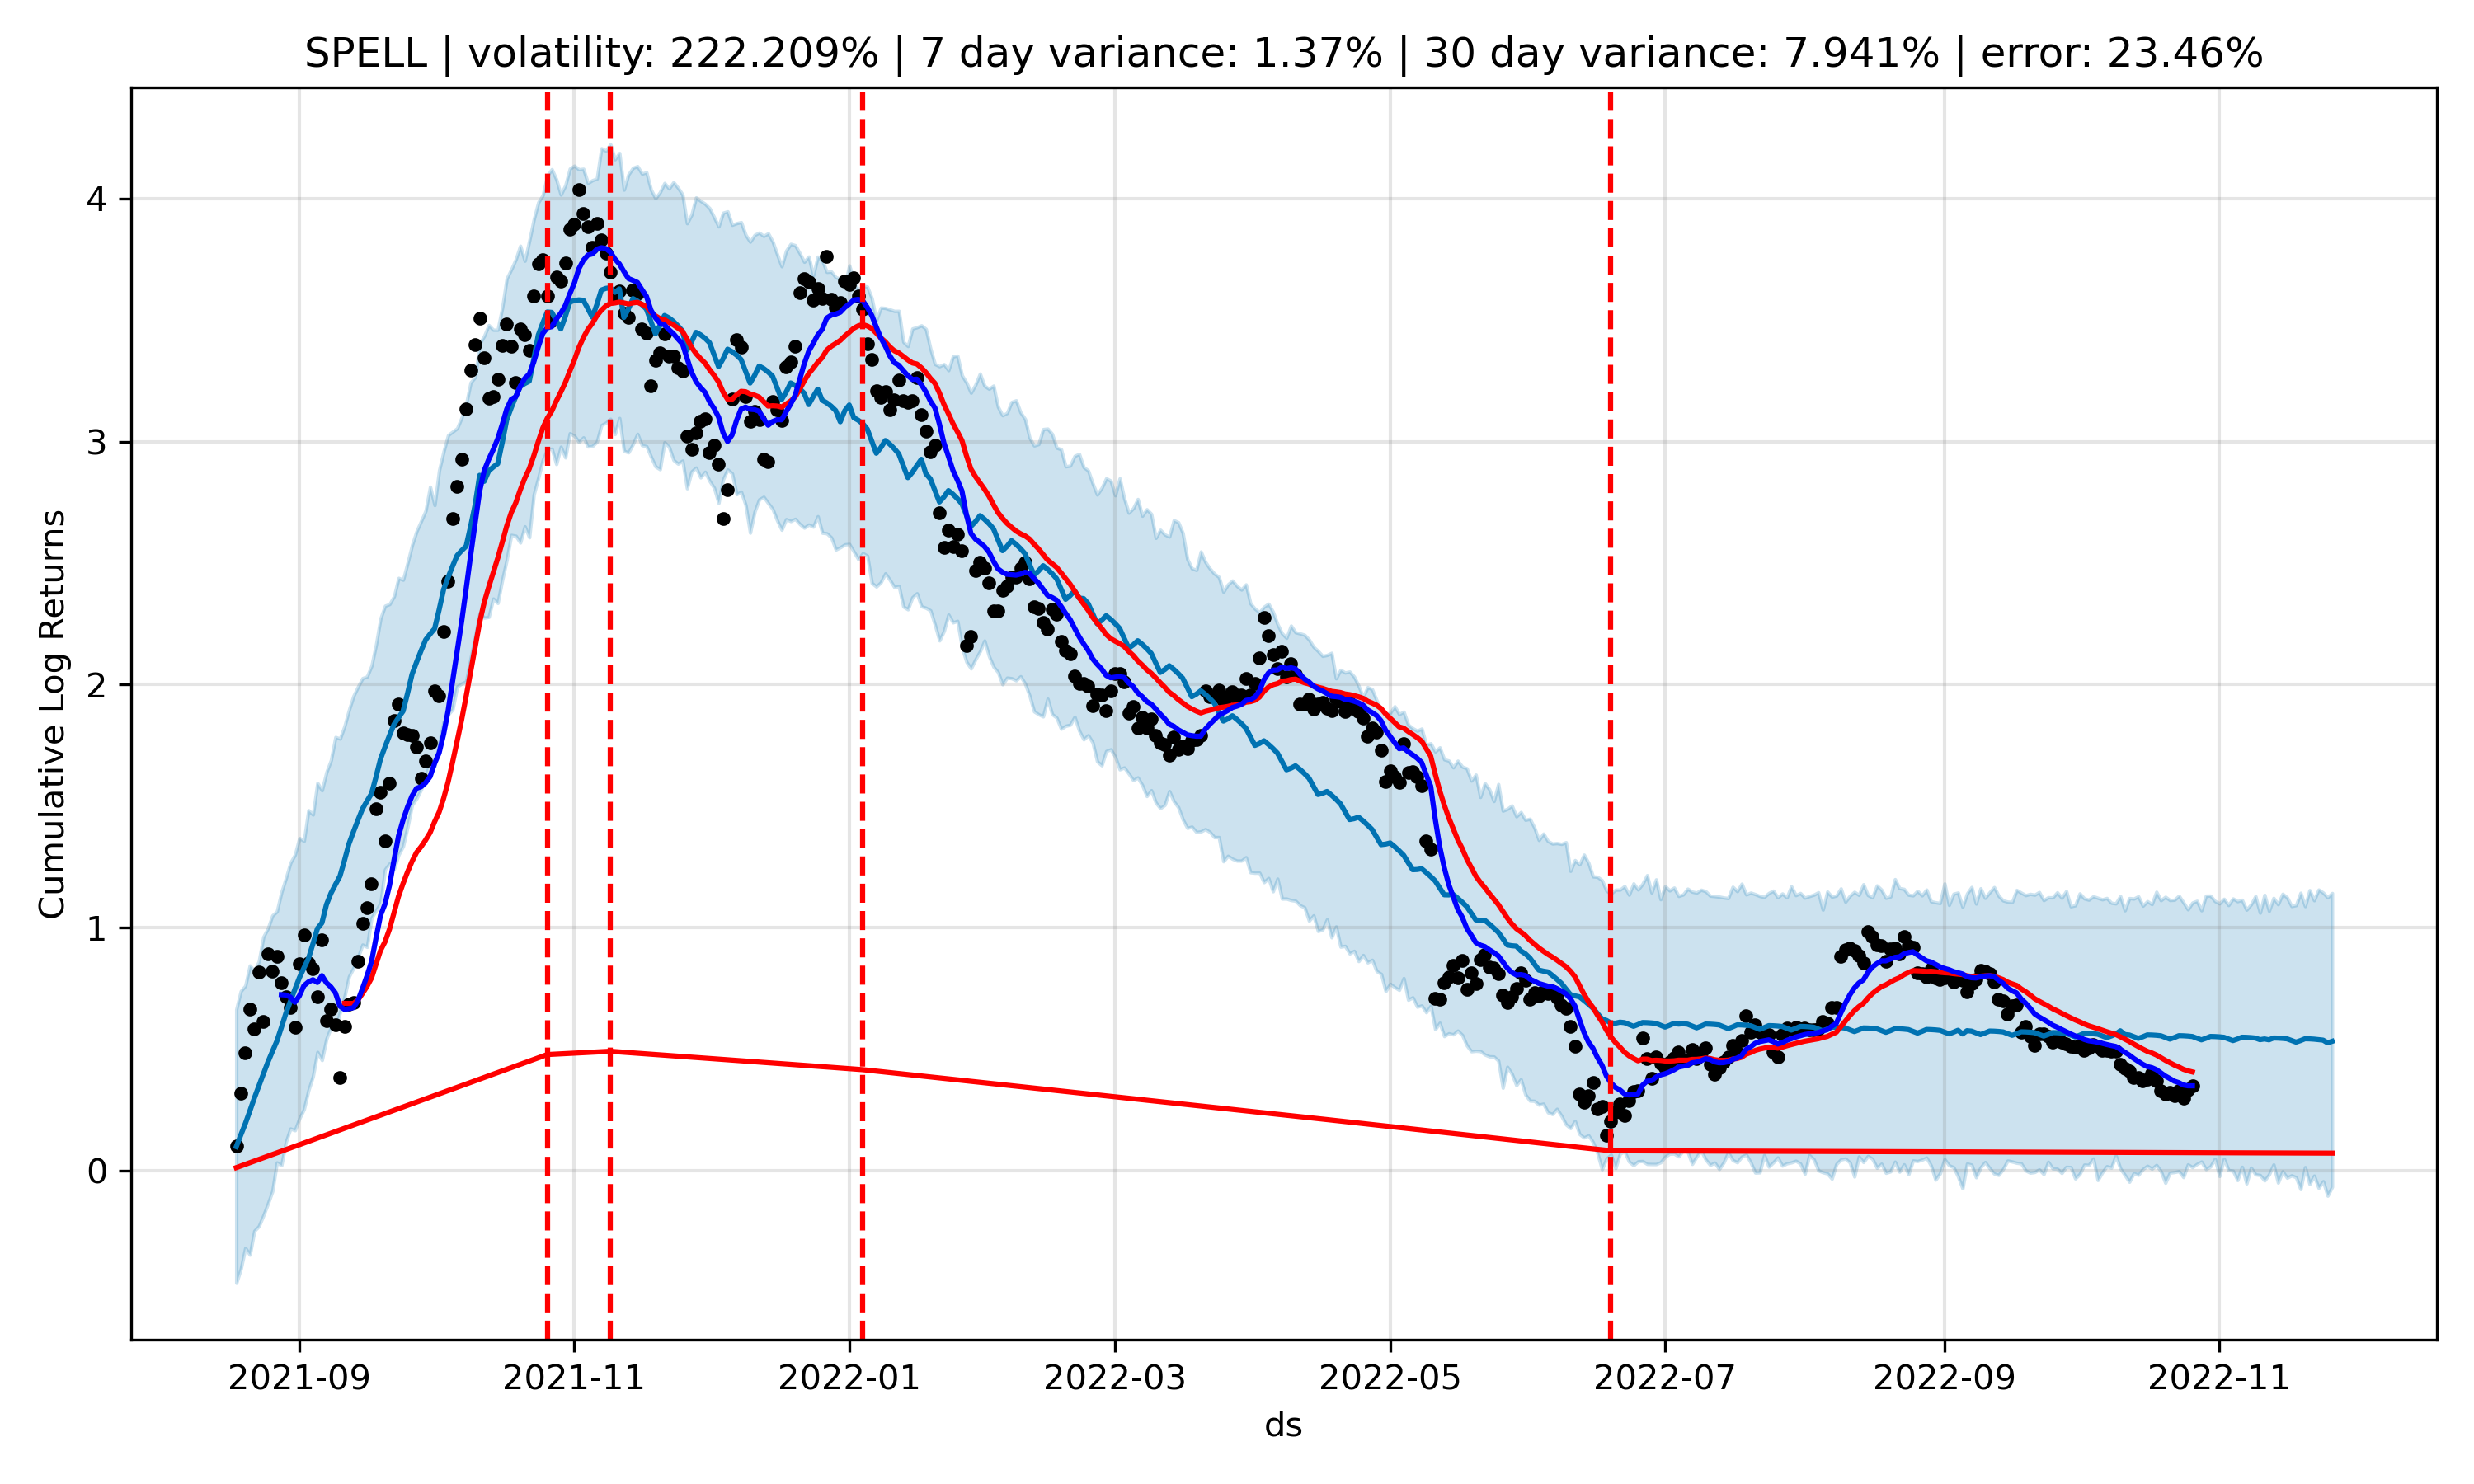 SPELL | volatility: 222.209% | 7 day variance: 1.37% | 30 day variance: 7.941% | error: 23.46%
Cumulative Log Returns
4
3
2
1
0
2021-09 2021-11 2022-01 2022-03 2022-05 2022-07 2022-09 2022-11
ds